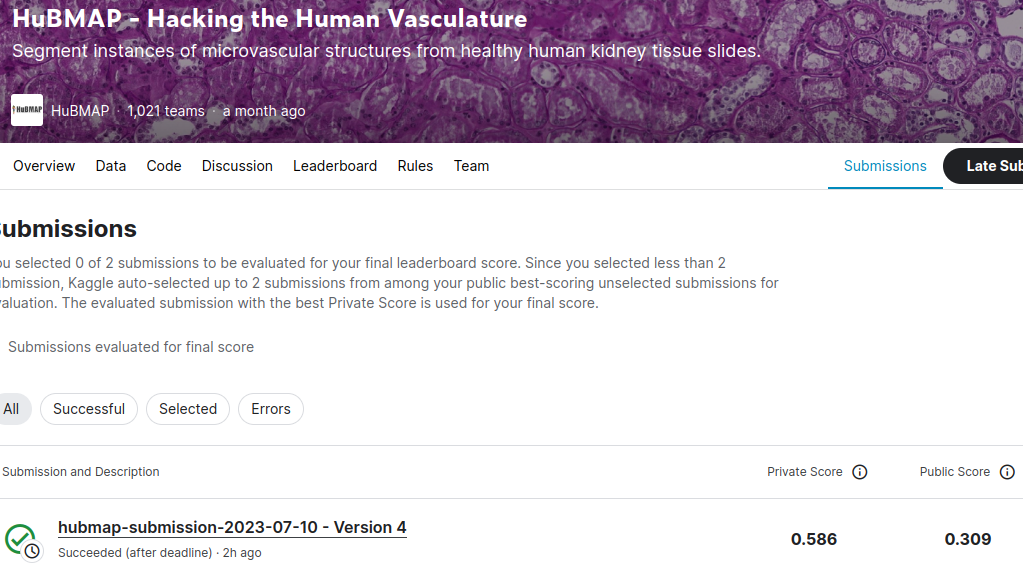 HuBMAP - Hacking the Human Vasculature
Segment instances of microvascular structures from healthy human kidney tissue slides.
HuBMAP
HuBMAP · 1,021 teams · a month ago
Overview Data Code Discussion Leaderboard Rules Team Submissions Late Sub
ubmissions
ou selected 0 of 2 submissions to be evaluated for your final leaderboard score. Since you selected less than 2
ubmission, Kaggle auto-selected up to 2 submissions from among your public best-scoring unselected submissions for
valuation. The evaluated submission with the best Private Score is used for your final score.
Submissions evaluated for final score
All Successful Selected Errors
Submission and Description Private Score Public Score
hubmap-submission-2023-07-10 - Version 4 0.586 0.309
Succeeded (after deadline) · 2h ago